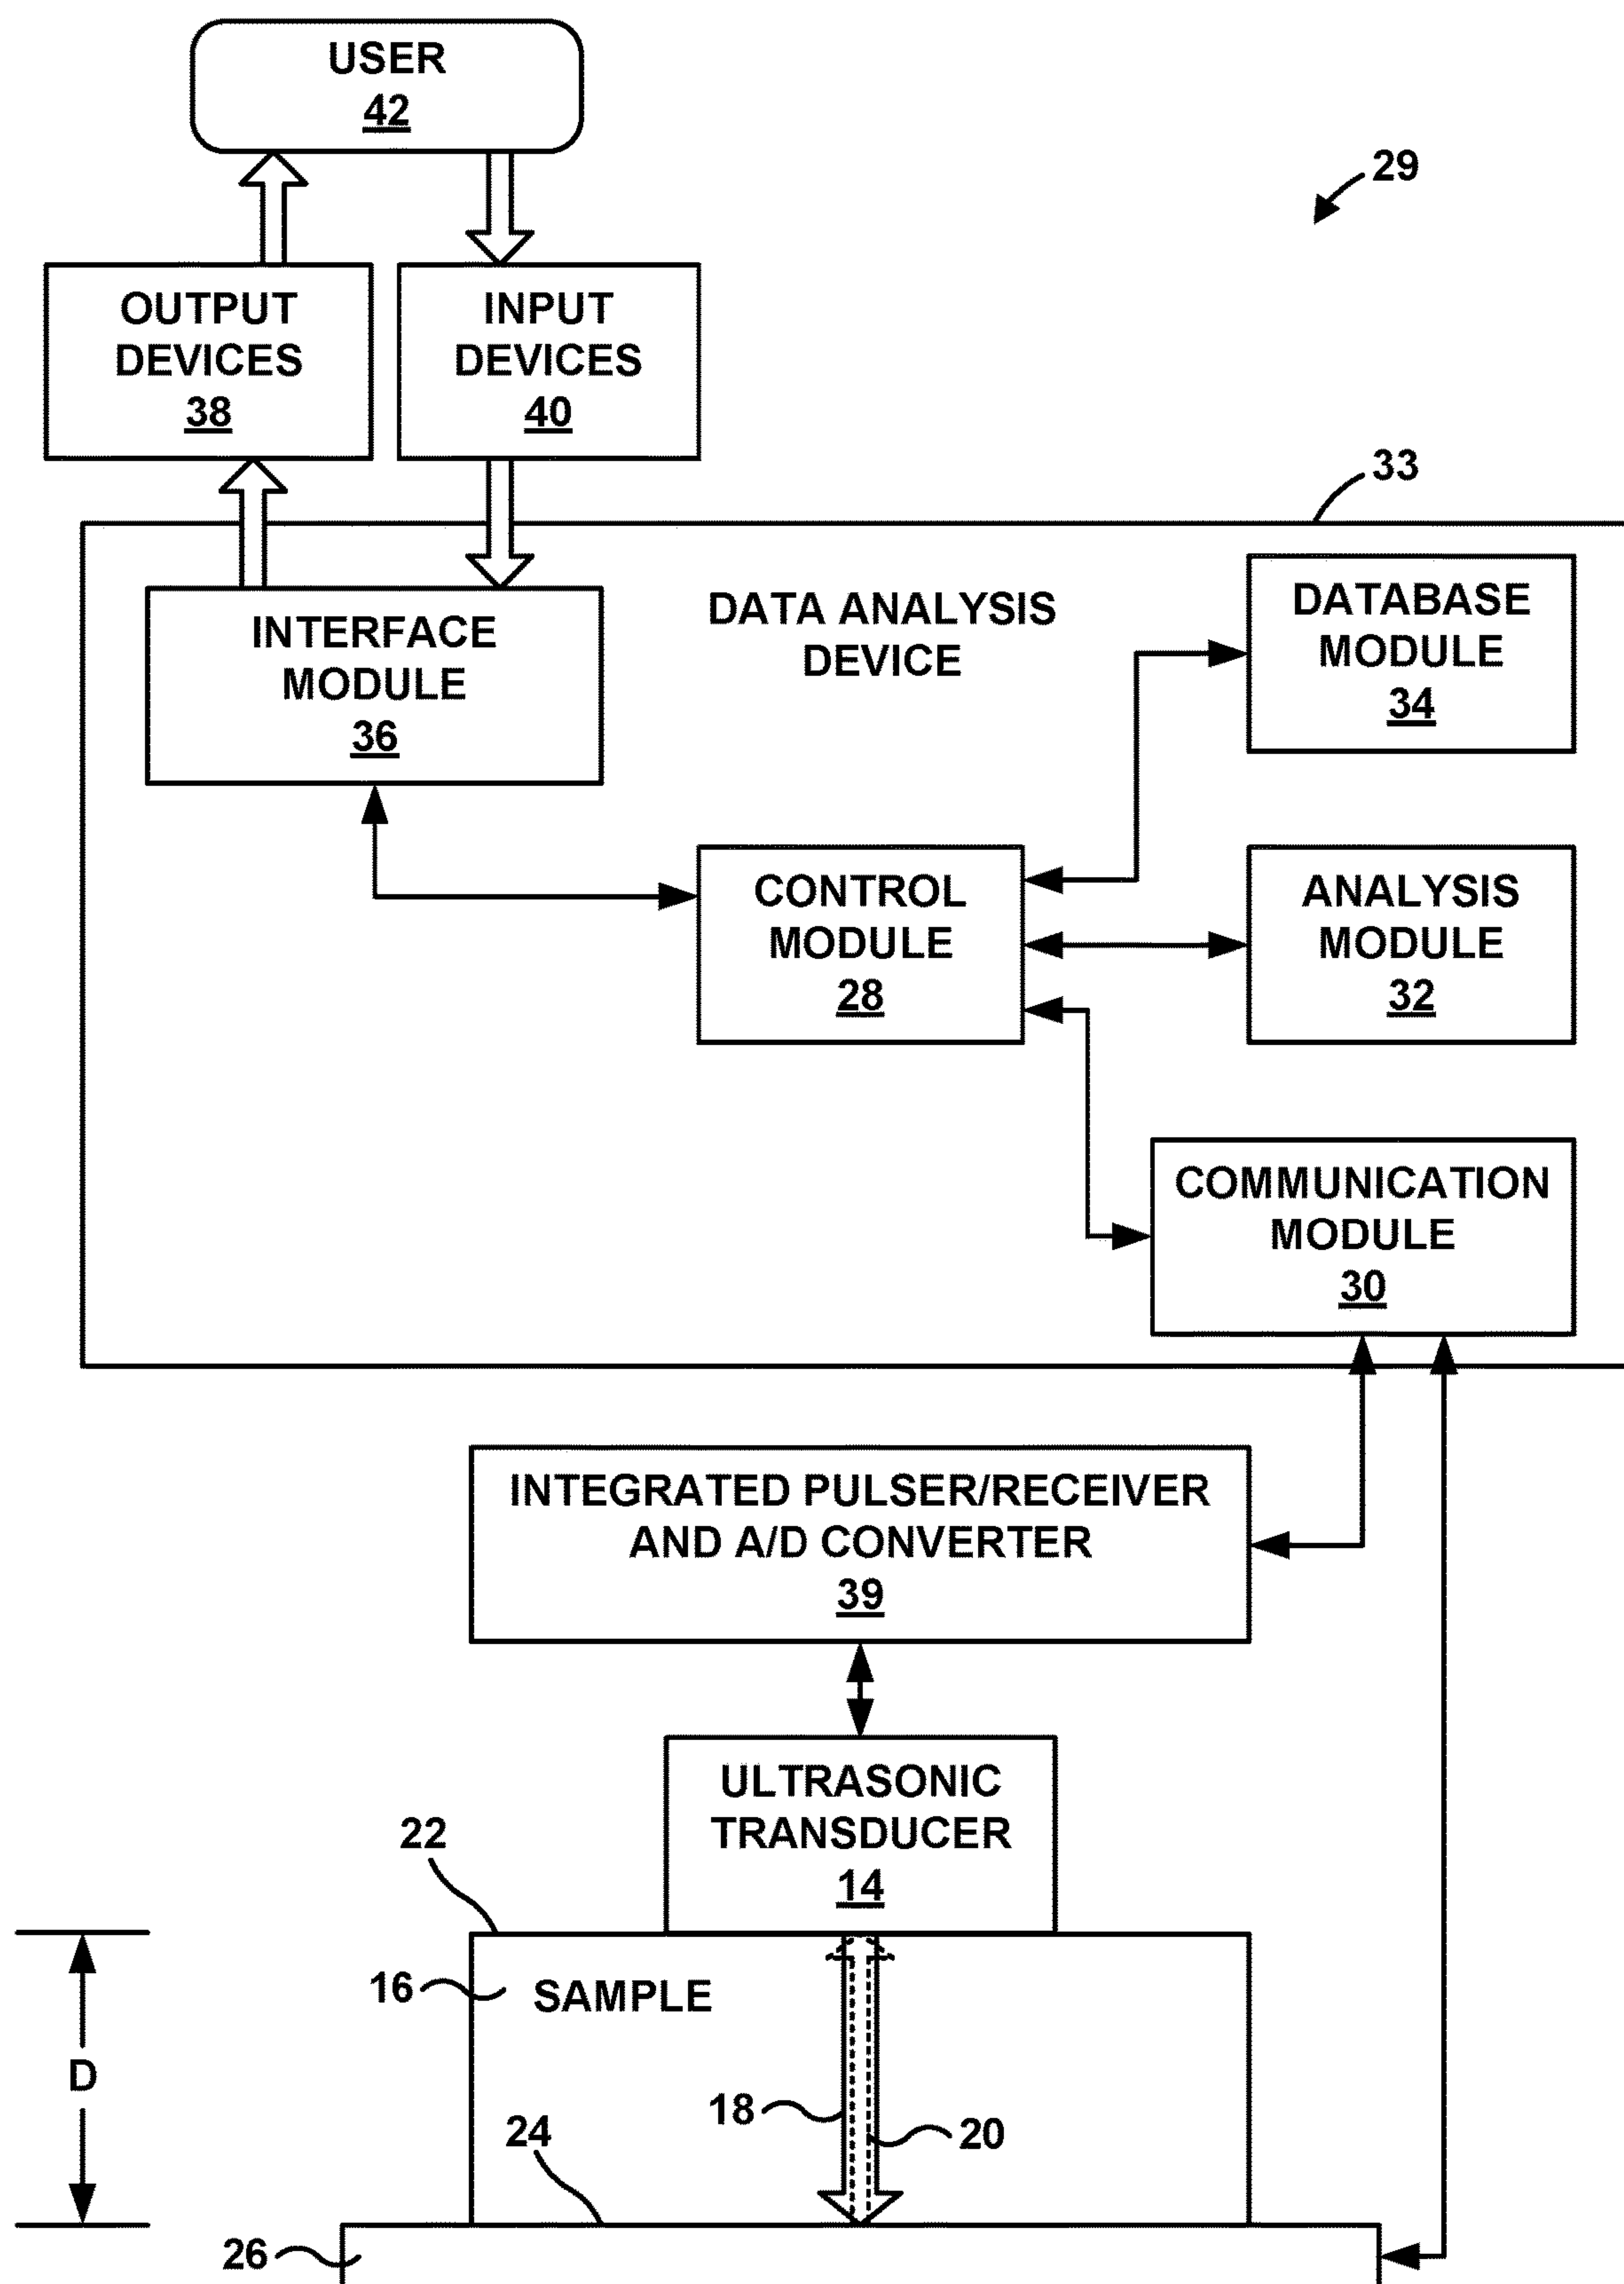 USER
42
29
OUTPUT
DEVICES
38
INPUT
DEVICES
40
33
INTERFACE
MODULE
36
DATA ANALYSIS
DEVICE
DATABASE
MODULE
34
CONTROL
MODULE
28
ANALYSIS
MODULE
32
COMMUNICATION
MODULE
30
INTEGRATED PULSER/RECEIVER
AND A/D CONVERTER
39
ULTRASONIC
TRANSDUCER
14
22
16
SAMPLE
D
18
20
24
26